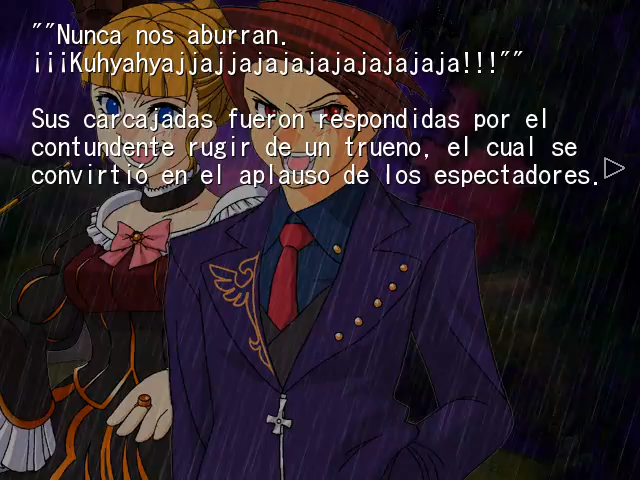 ""Nunca nos aburran.
¡¡¡Kuhyahyajjajjajajajajajajajaja!!!""
Sus carcajadas fueron respondidas por el
contundente rugir de un trueno, el cual se
convirtió en el aplauso de los espectadores.